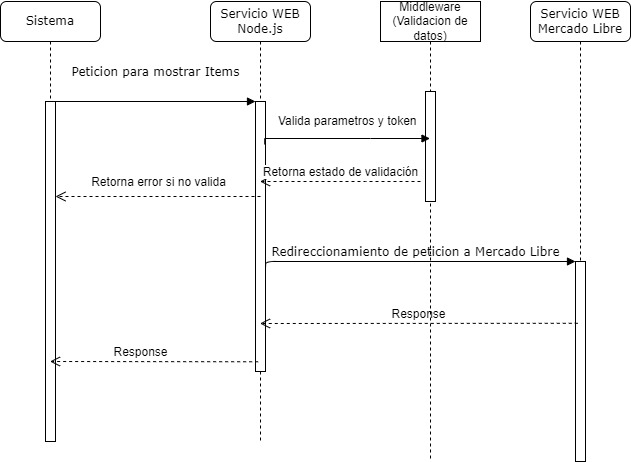 Sistema
Servicio WEB
Node.js
Middleware
(Validacion de
datos)
Servicio WEB
Mercado Libre
Peticion para mostrar Items
Valida parametros y token
Retorna estado de validación
Retorna error si no valida
Redireccionamiento de peticion a Mercado Libre
Response
Response